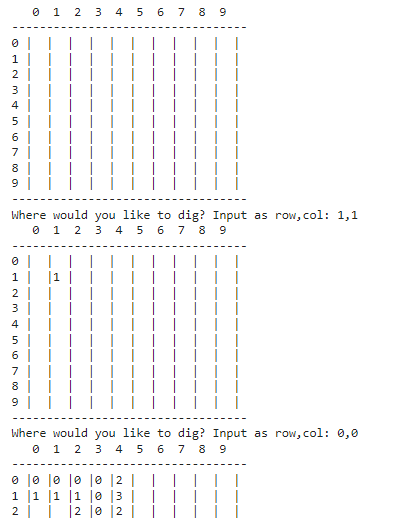 0 1 2 3 4 5 6 7 8 9
-----------------------------------
0 | | | | | | | | | | |
1 | | | | | | | | | | |
2 | | | | | | | | | | |
3 | | | | | | | | | | |
4 | | | | | | | | | | |
5 | | | | | | | | | | |
6 | | | | | | | | | | |
7 | | | | | | | | | | |
8 | | | | | | | | | | |
9 | | | | | | | | | | |
-----------------------------------
Where would you like to dig? Input as row,col: 1,1
0 1 2 3 4 5 6 7 8 9
-----------------------------------
0 | | | | | | | | | | |
1 | |1 | | | | | | | | |
2 | | | | | | | | | | |
3 | | | | | | | | | | |
4 | | | | | | | | | | |
5 | | | | | | | | | | |
6 | | | | | | | | | | |
7 | | | | | | | | | | |
8 | | | | | | | | | | |
9 | | | | | | | | | | |
-----------------------------------
Where would you like to dig? Input as row,col: 0,0
0 1 2 3 4 5 6 7 8 9
-----------------------------------
0 |0 |0 |0 |0 |2 | | | | | |
1 |1 |1 |1 |0 |3 | | | | | |
2 | | |2 |0 |2 | | | | | |